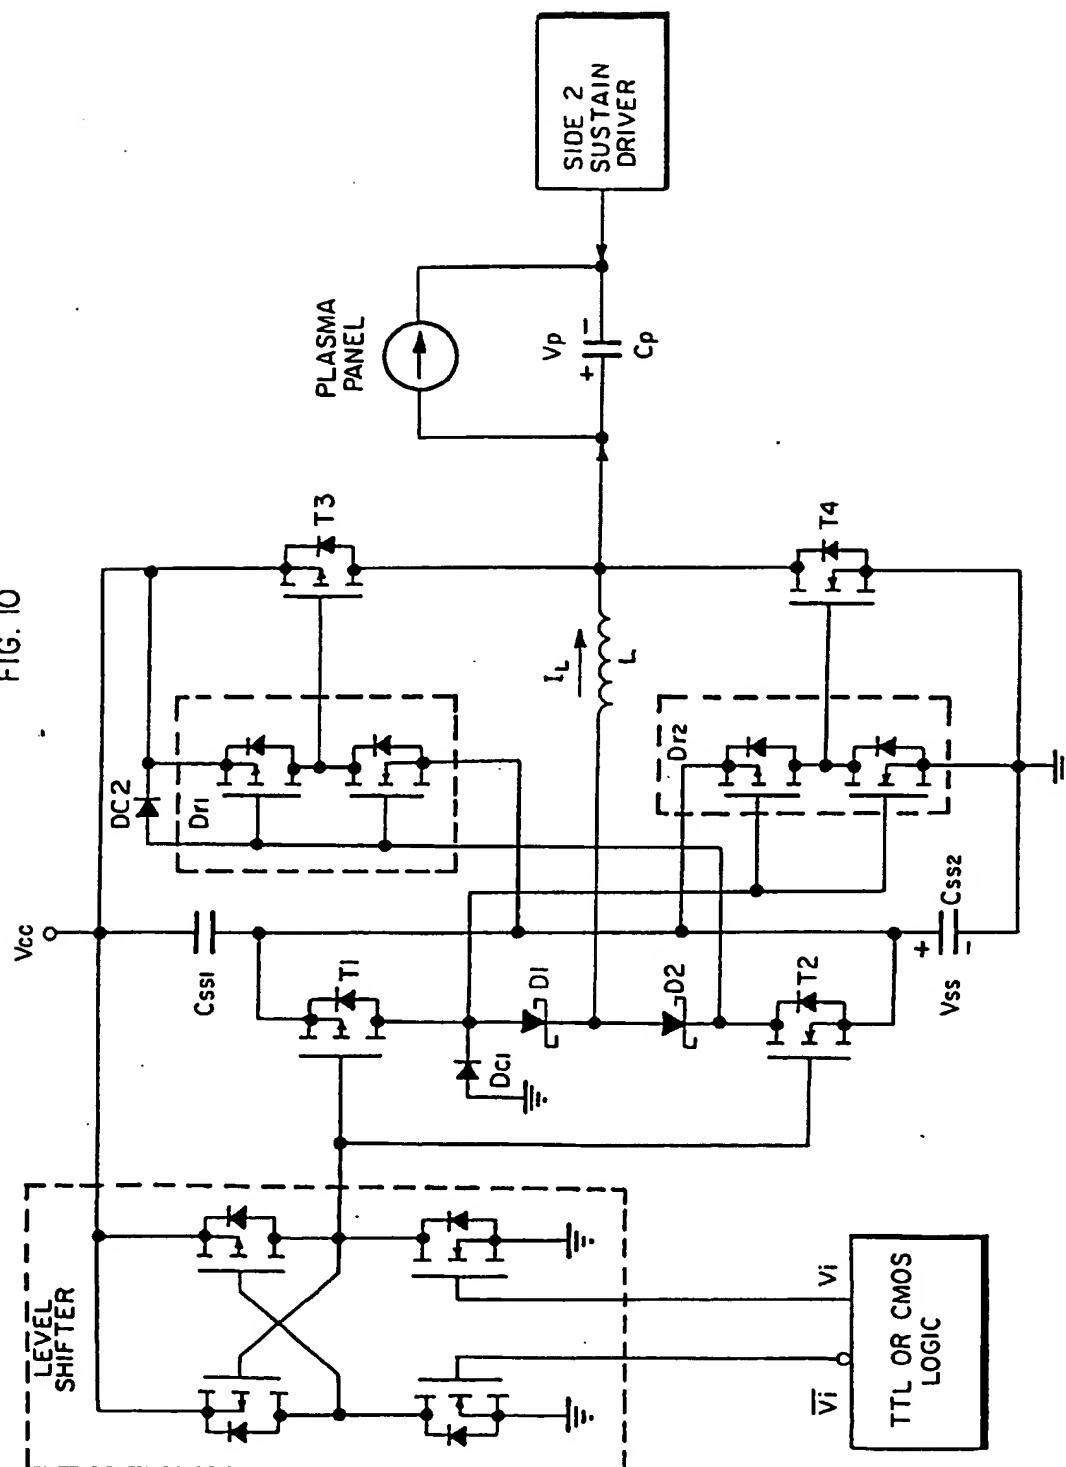 FIG. 10
Vcc
LEVEL
SHIFTER
TTL OR CMOS
LOGIC
V̅i̅
Vi
Css1
T1
DC1
D1
D2
T2
+
Vss
−
Css2
DC2
Dr1
Dr2
T3
T4
IL
L
PLASMA
PANEL
+
Vp
−
Cp
SIDE 2
SUSTAIN
DRIVER